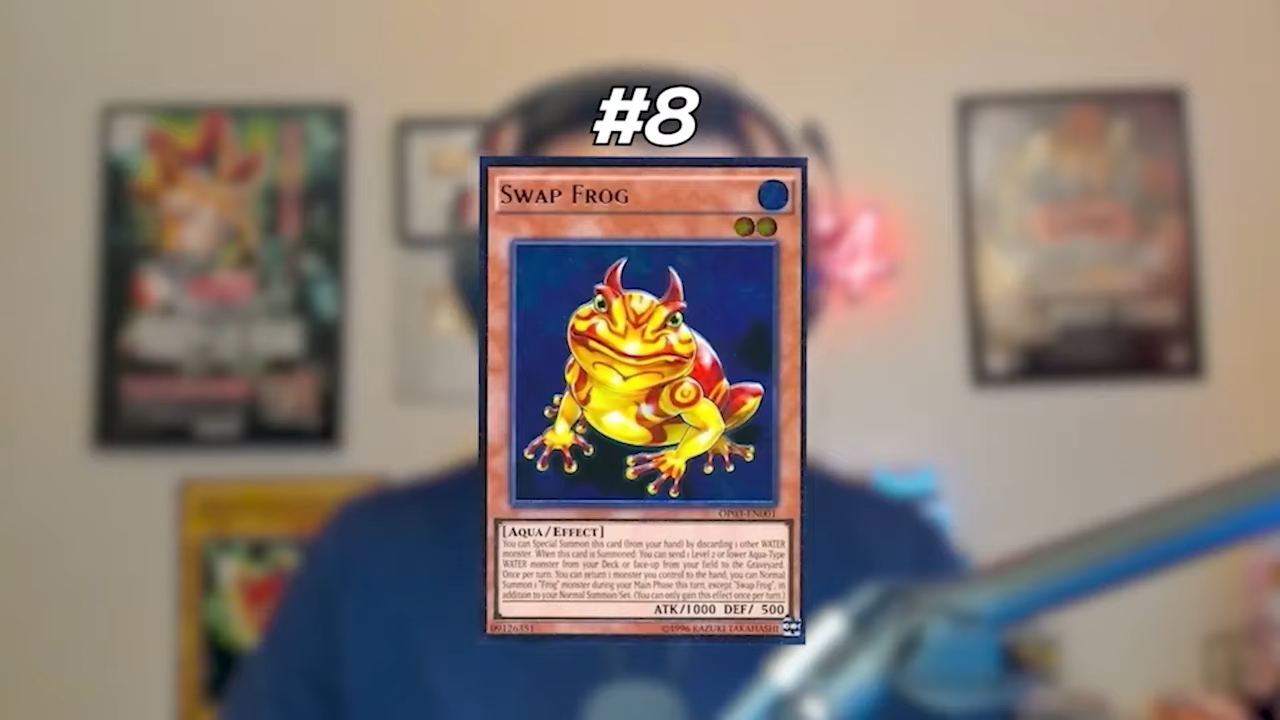 #8
SWAP FROG
OP03-EN001
[AQUA/EFFECT]
You can Special Summon this card (from your hand) by discarding 1 other WATER
monster. When this card is Summoned: You can send 1 Level 2 or lower Aqua-Type
WATER monster from your Deck or face-up from your field to the Graveyard.
Once per turn: You can return 1 monster you control to the hand; you can Normal
Summon 1 "Frog" monster during your Main Phase this turn, except "Swap Frog", in
addition to your Normal Summon/Set. (You can only gain this effect once per turn.)
ATK/1000 DEF/ 500
09126351
©1996 KAZUKI TAKAHASHI